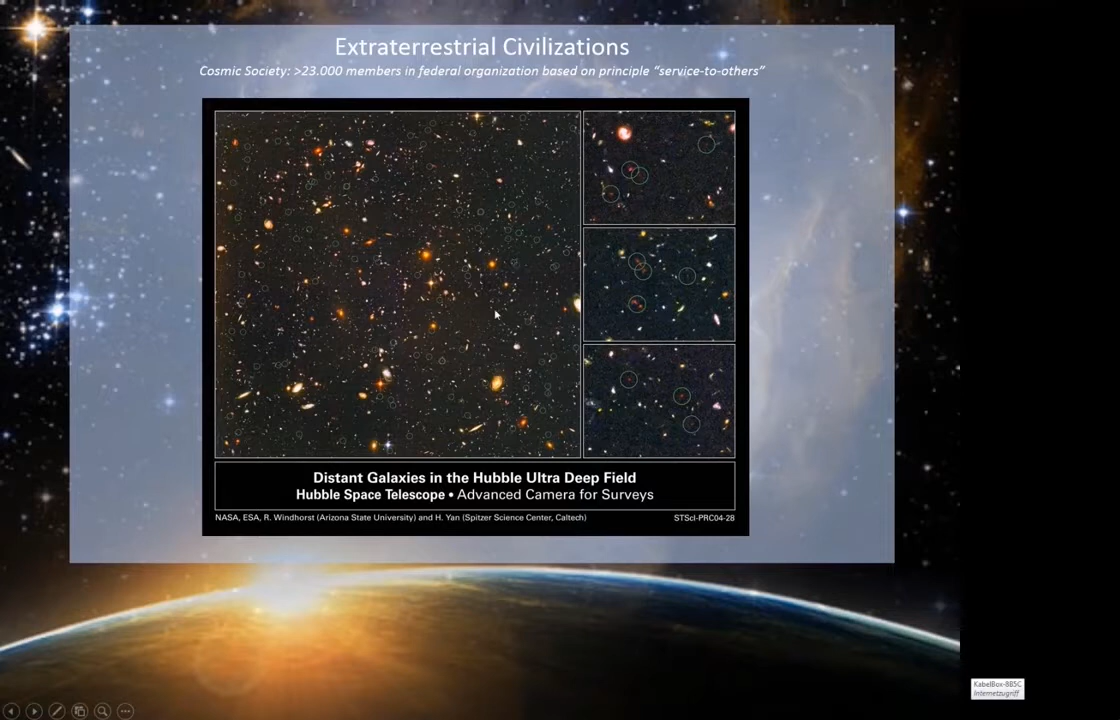 Extraterrestrial Civilizations
Cosmic Society: >23.000 members in federal organization based on principle “service-to-others”
Distant Galaxies in the Hubble Ultra Deep Field
Hubble Space Telescope • Advanced Camera for Surveys
NASA, ESA, R. Windhorst (Arizona State University) and H. Yan (Spitzer Science Center, Caltech)
STScI-PRC04-28
KabelBox-8B5C
Internetzugriff